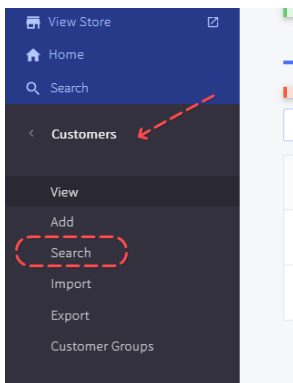 View Store
Home
Search
Customers
View
Add
Search
Import
Export
Customer Groups